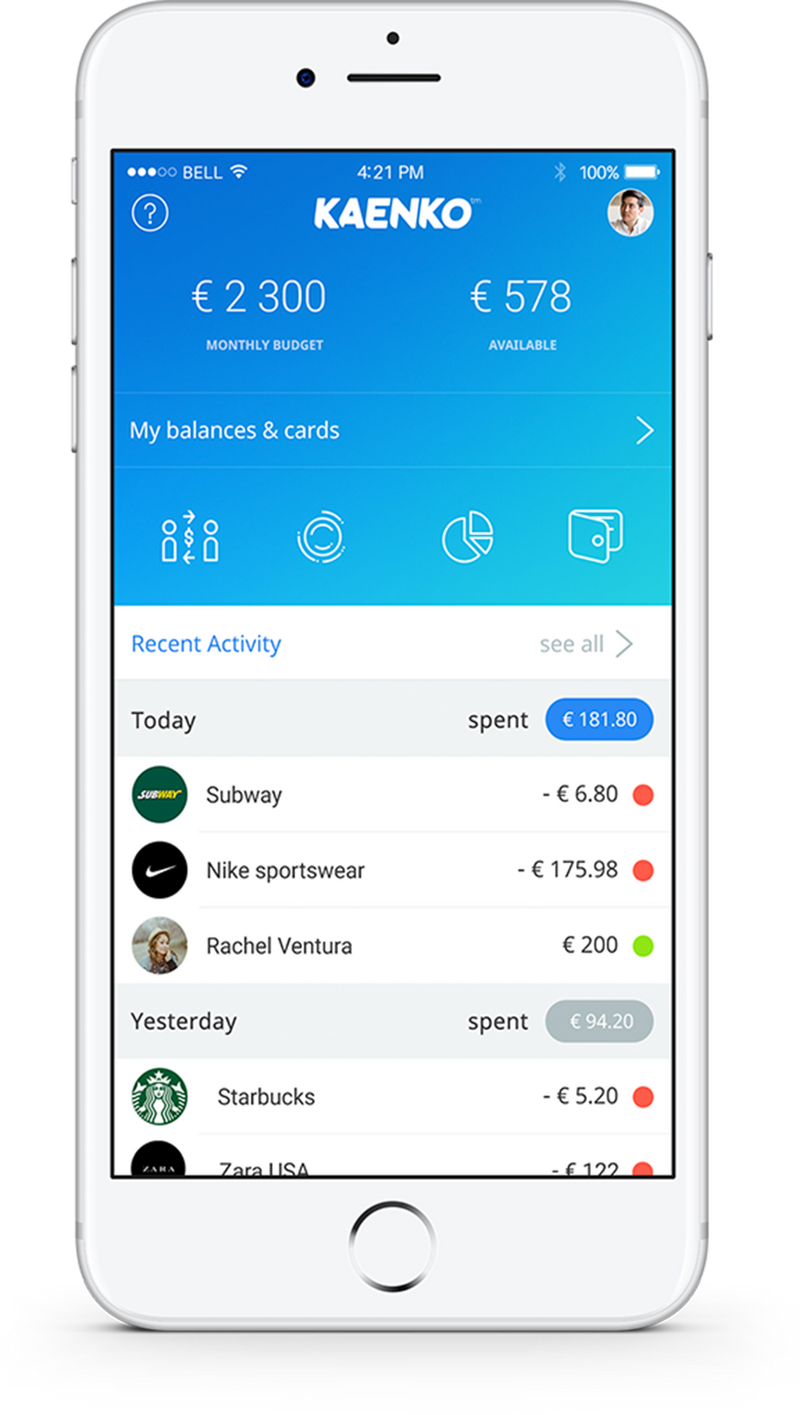 BELL 4:21 PM 100%
? KAENKO™
€ 2 300 € 578
MONTHLY BUDGET AVAILABLE
My balances & cards
$
Recent Activity see all
Today spent € 181.80
SUBWAY Subway - € 6.80
Nike sportswear - € 175.98
Rachel Ventura € 200
Yesterday spent € 94.20
Starbucks - € 5.20
ZARA Zara USA - € 122